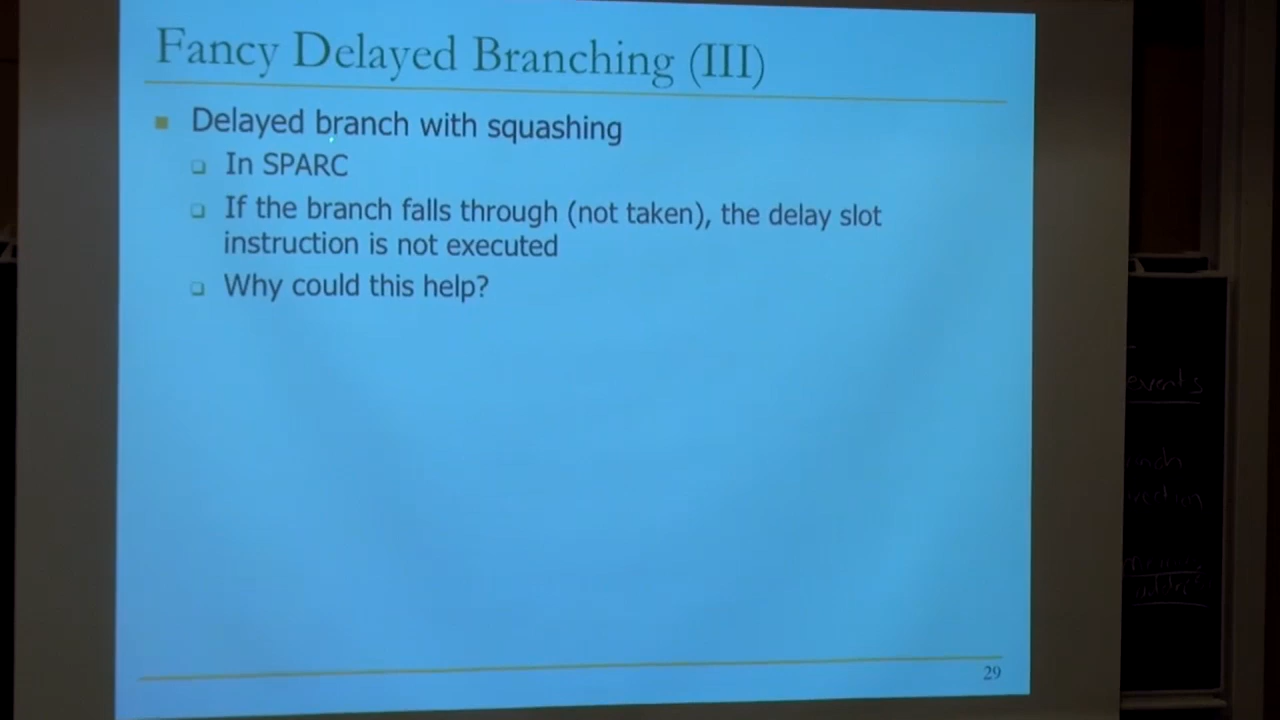 Fancy Delayed Branching (III)
Delayed branch with squashing
In SPARC
If the branch falls through (not taken), the delay slot
instruction is not executed
Why could this help?
29
events